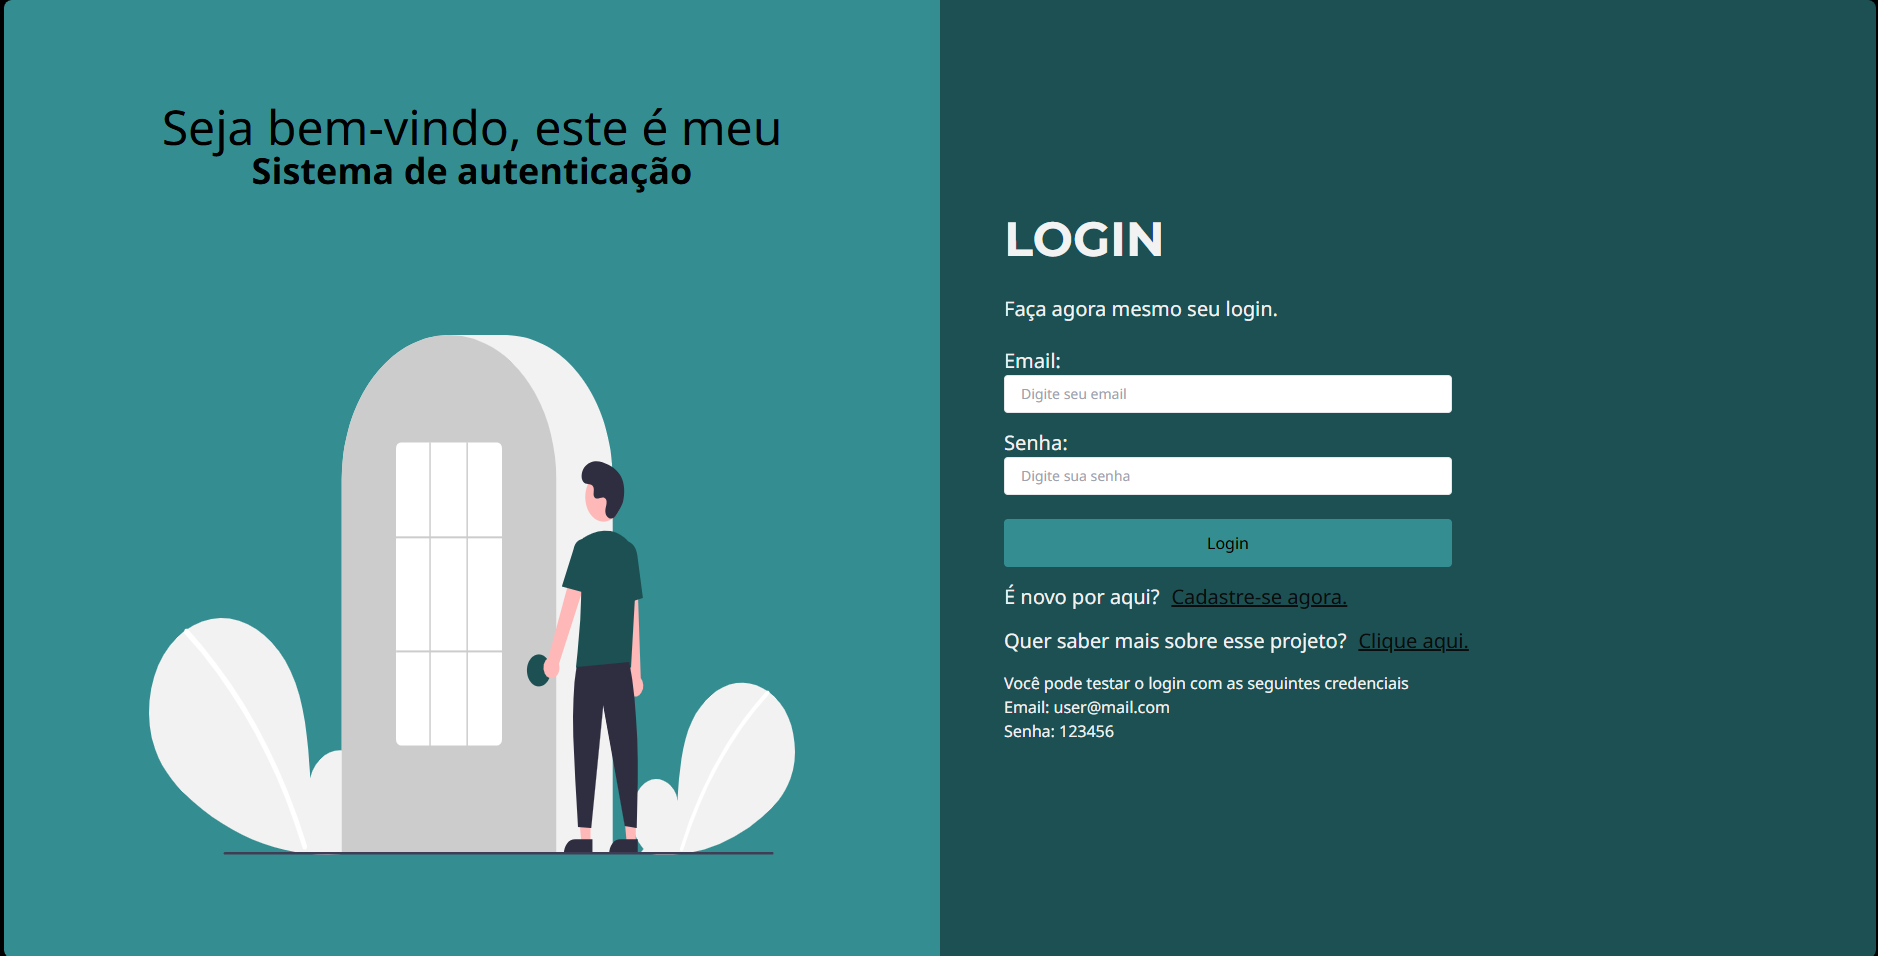 Seja bem-vindo, este é meu
Sistema de autenticação
LOGIN
Faça agora mesmo seu login.
Email:
Digite seu email
Senha:
Digite sua senha
Login
É novo por aqui? Cadastre-se agora.
Quer saber mais sobre esse projeto? Clique aqui.
Você pode testar o login com as seguintes credenciais
Email: user@mail.com
Senha: 123456